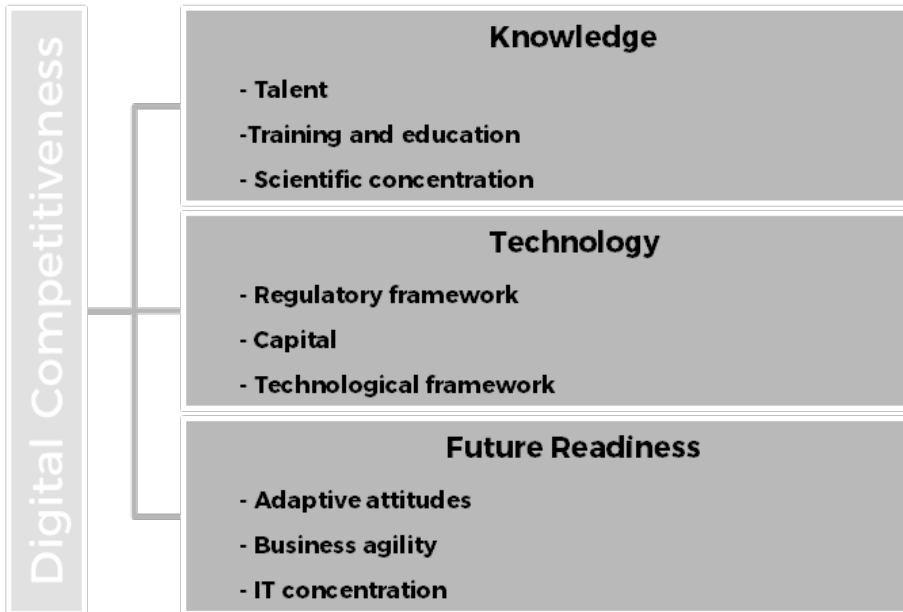 Digital Competitiveness
Knowledge
- Talent
-Training and education
- Scientific concentration
Technology
- Regulatory framework
- Capital
- Technological framework
Future Readiness
- Adaptive attitudes
- Business agility
- IT concentration